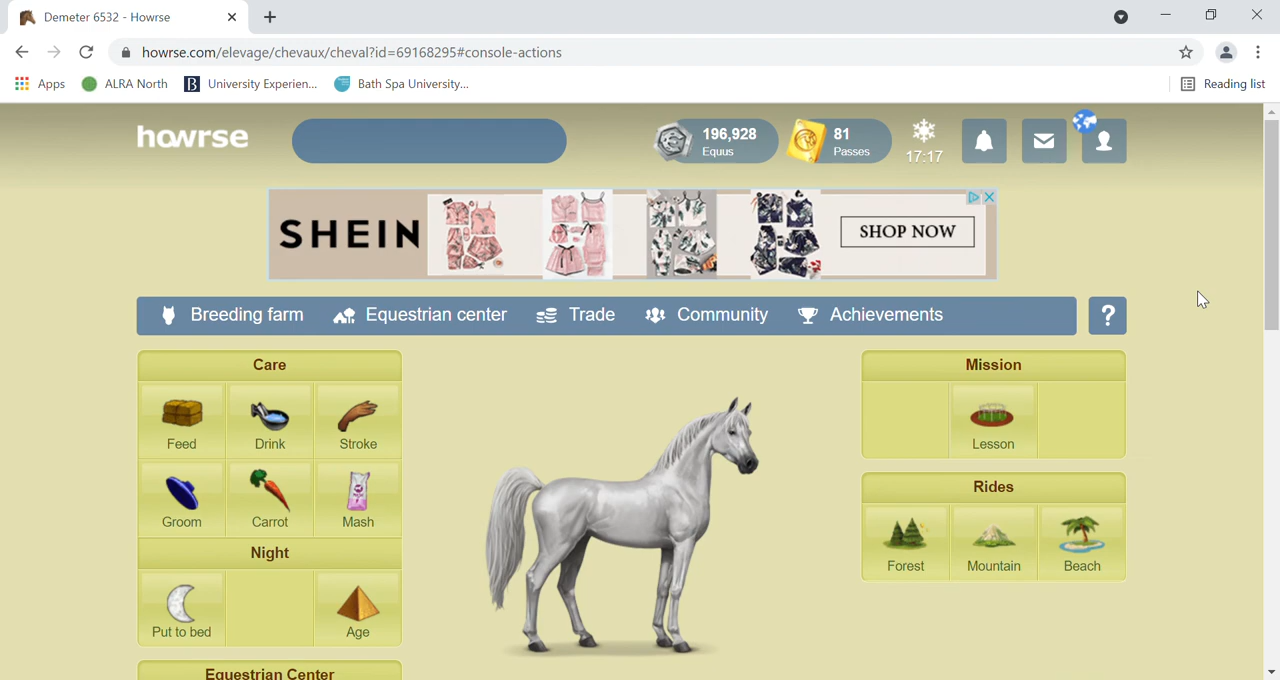 Demeter 6532 - Howrse
howrse.com/elevage/chevaux/cheval?id=69168295#console-actions
Apps ALRA North University Experien... Bath Spa University... Reading list
howrse
196,928
Equus
81
Passes
17:17
SHEIN
SHOP NOW
Breeding farm Equestrian center Trade Community Achievements ?
Care
Feed Drink Stroke
Groom Carrot Mash
Night
Put to bed Age
Equestrian Center
Mission
Lesson
Rides
Forest Mountain Beach